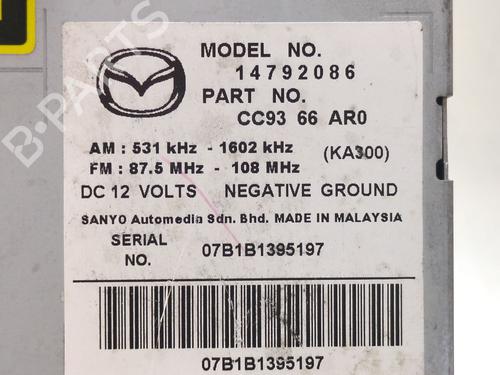 MODEL NO.
14792086
PART NO.
CC93 66 AR0
AM : 531 kHz - 1602 kHz
(KA300)
FM : 87.5 MHz - 108 MHz
DC 12 VOLTS NEGATIVE GROUND
SANYO Automedia Sdn. Bhd. MADE IN MALAYSIA
SERIAL
NO.
07B1B1395197
07B1B1395197
B-PARTS